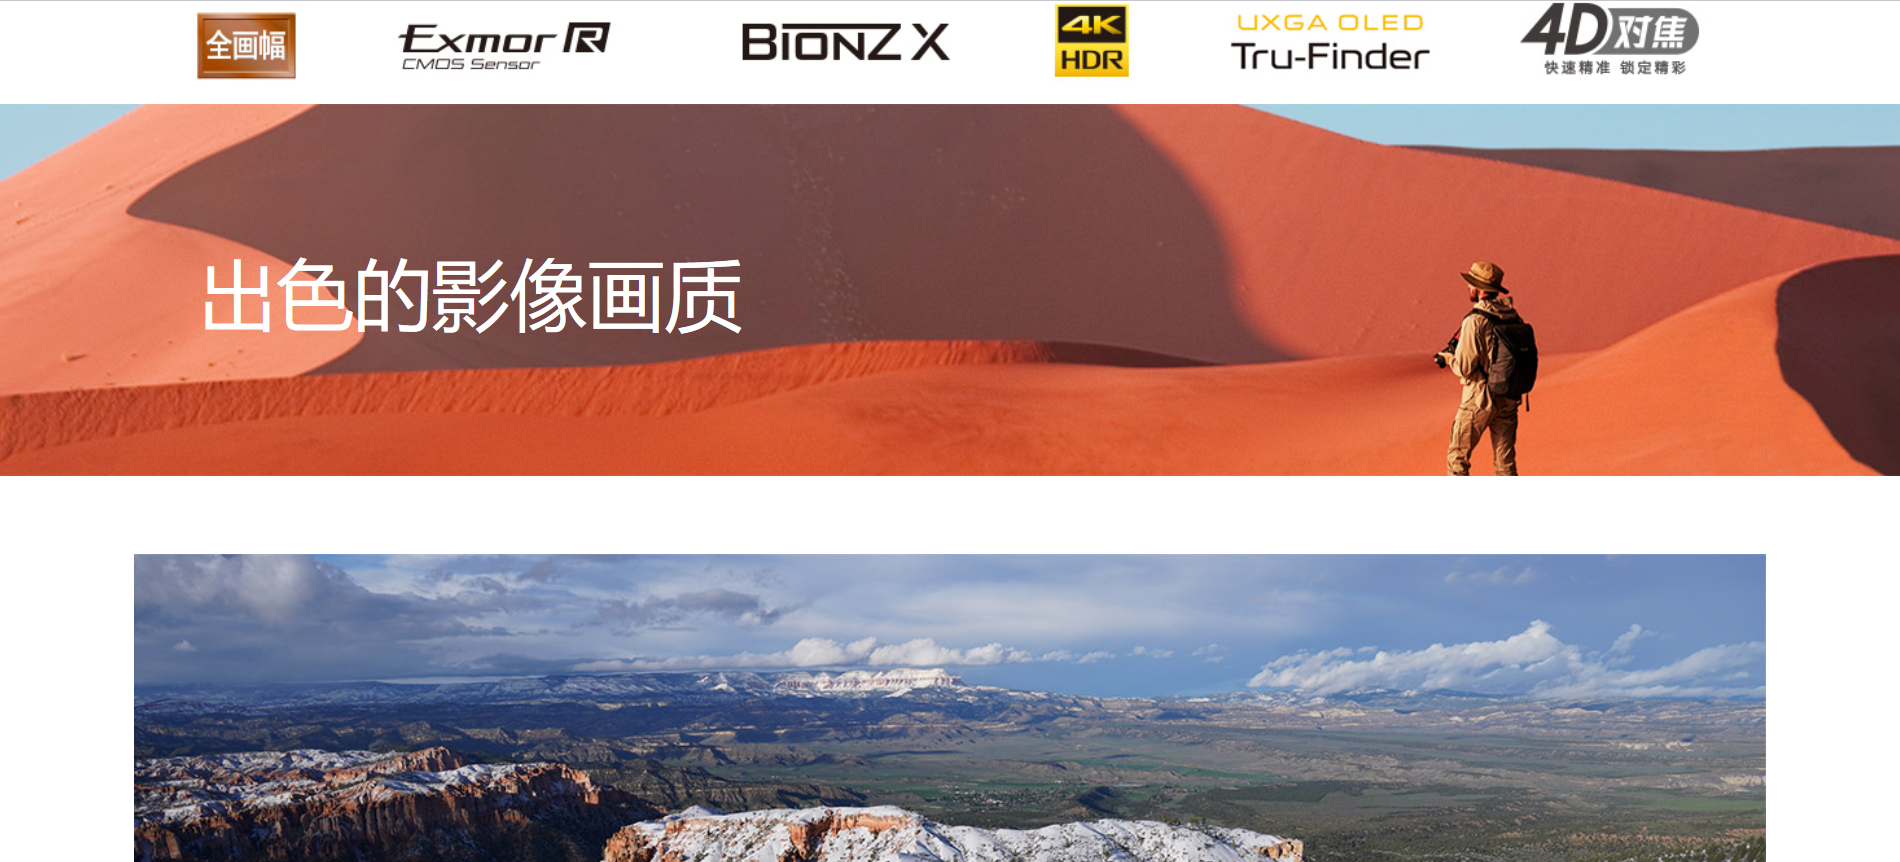 全画幅
Exmor R
CMOS Sensor
BIONZ X
4K
HDR
UXGA OLED
Tru-Finder
4D对焦
快速精准 锁定精彩
出色的影像画质